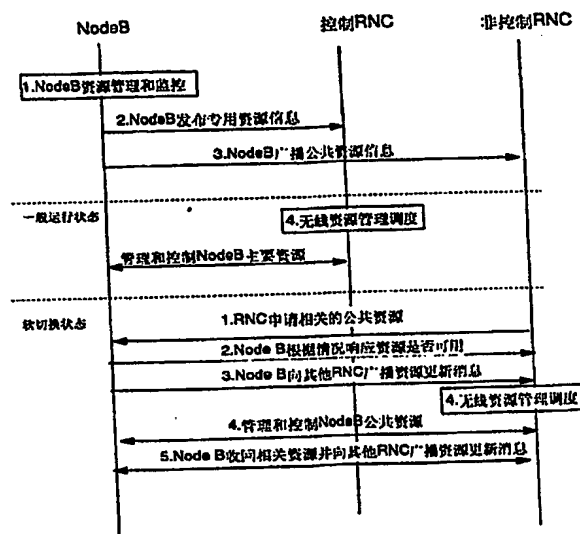 NodeB
控制RNC
非控制RNC
1.NodeB资源管理和监控
2.NodeB发布专用资源信息
3.NodeB广播公共资源信息
一般运行状态
4.无线资源管理调度
管理和控制NodeB主要资源
软切换状态
1.RNC申请相关的公共资源
2.Node B根据情况响应资源是否可用
3.Node B向其他RNC广播资源更新消息
4.无线资源管理调度
4.管理和控制NodeB公共资源
5.Node B收回相关资源并向其他RNC广播资源更新消息